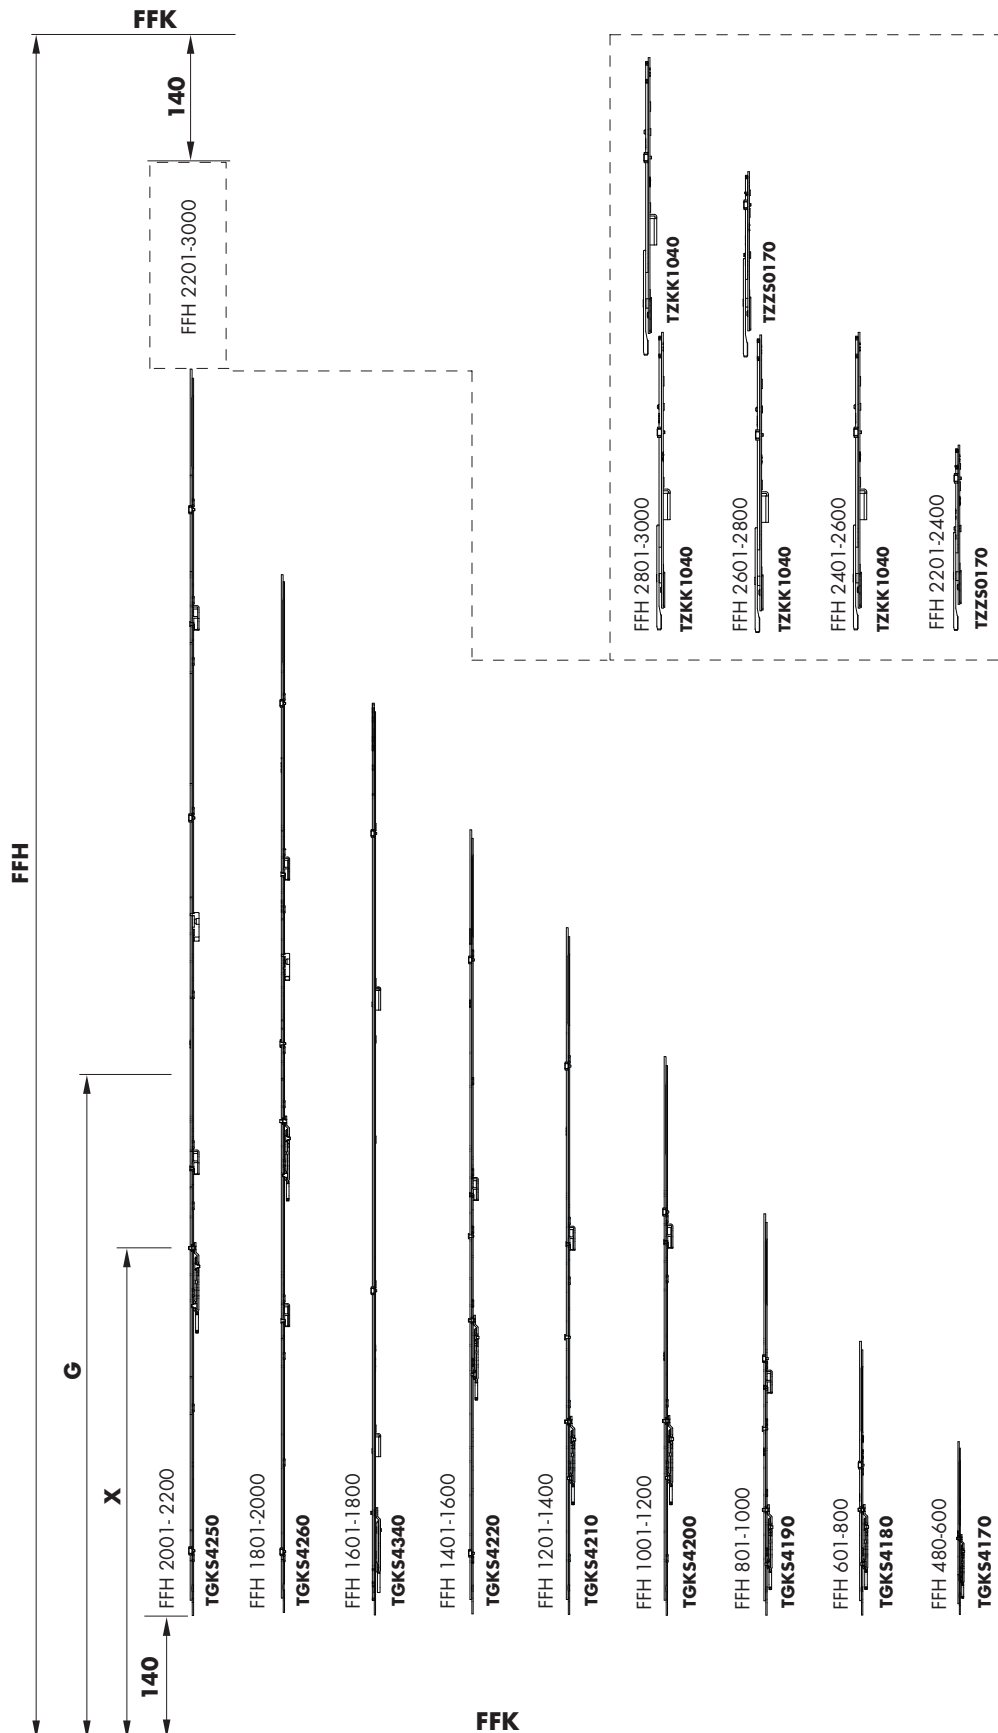 FFK
140
FFH 2201-3000
TZKK1040
TZZS0170
FFH 2801-3000
TZKK1040
FFH 2601-2800
TZKK1040
FFH 2401-2600
TZKK1040
FFH 2201-2400
TZZS0170
FFH
G
X
FFH 2001- 2200
TGKS4250
FFH 1801-2000
TGKS4260
FFH 1601-1800
TGKS4340
FFH 1401-1600
TGKS4220
FFH 1201-1400
TGKS4210
FFH 1001-1200
TGKS4200
FFH 801-1000
TGKS4190
FFH 601-800
TGKS4180
FFH 480-600
TGKS4170
140
FFK